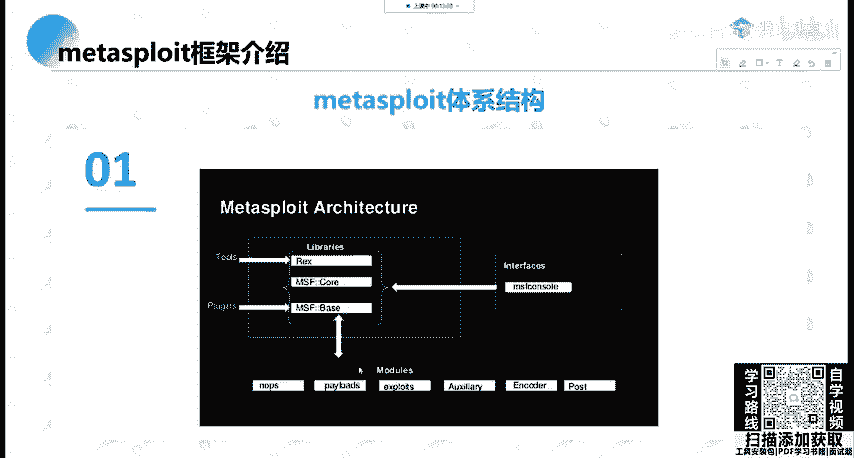 metasploit框架介绍
metasploit体系结构
01
Metasploit Architecture
Libraries
Tools
Rex
Interfaces
MSF::Core
msfconsole
Plugins
MSF::Base
Modules
nops
payloads
exploits
Auxiliary
Encoder
Post
学习路线
自学视频
扫描添加获取
工具安装包|PDF学习书籍|面试题